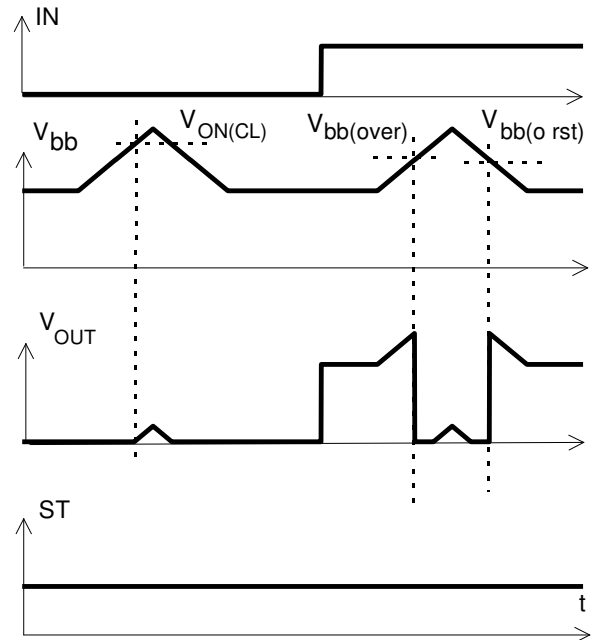 IN
Vbb
VON(CL)
Vbb(over)
Vbb(o rst)
VOUT
ST
t